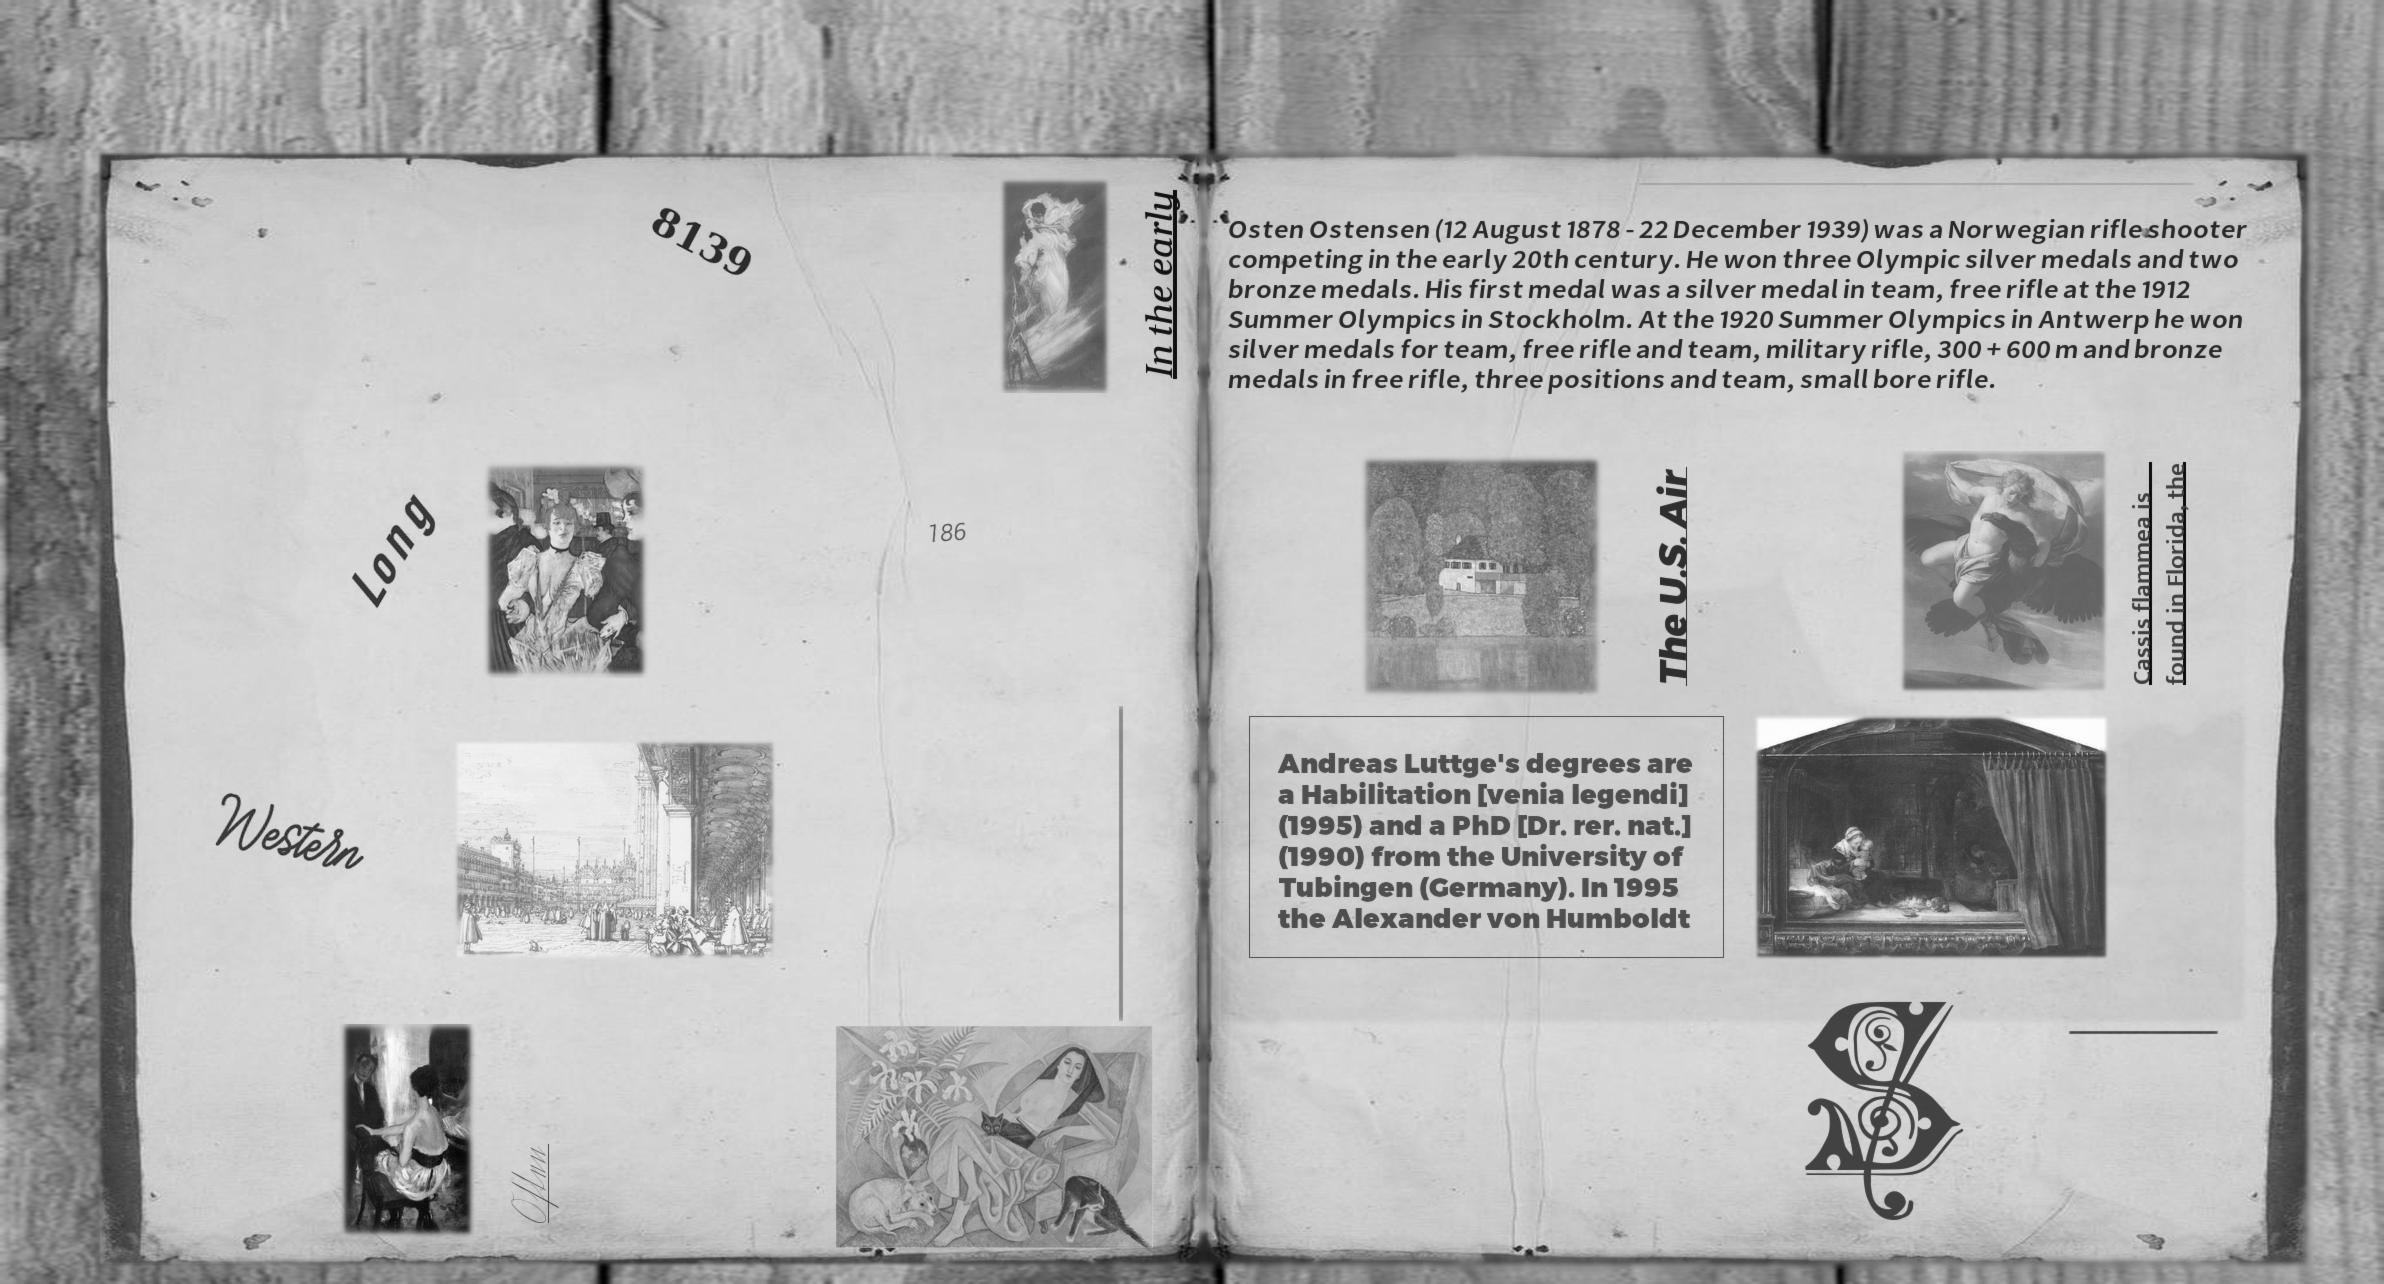 8139
In the early
Long
186
Western
Osten Ostensen (12 August 1878 - 22 December 1939) was a Norwegian rifle shooter
competing in the early 20th century. He won three Olympic silver medals and two
bronze medals. His first medal was a silver medal in team, free rifle at the 1912
Summer Olympics in Stockholm. At the 1920 Summer Olympics in Antwerp he won
silver medals for team, free rifle and team, military rifle, 300 + 600 m and bronze
medals in free rifle, three positions and team, small bore rifle.
The U.S. Air
Cassis flammea is
found in Florida, the
Andreas Luttge's degrees are
a Habilitation [venia legendi]
(1995) and a PhD [Dr. rer. nat.]
(1990) from the University of
Tubingen (Germany). In 1995
the Alexander von Humboldt